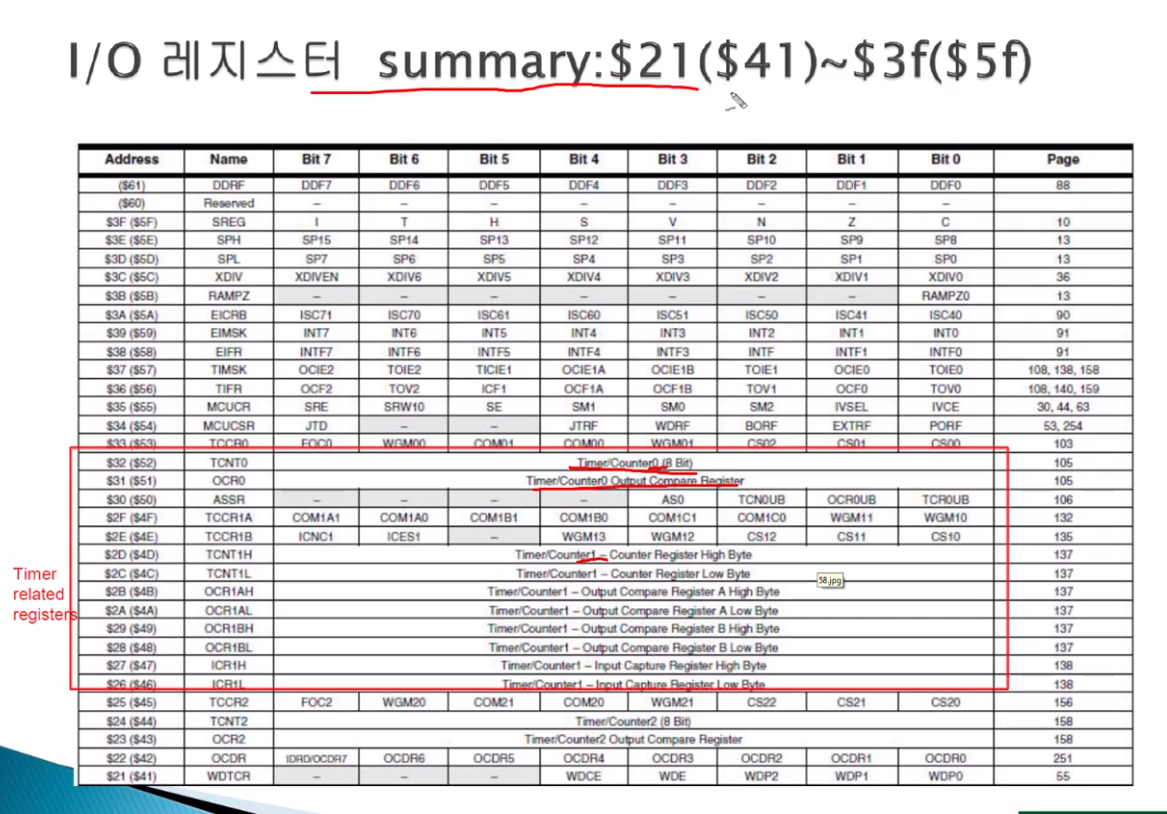 I/O 레지스터 summary:$21($41)~$3f($5f)
Address Name Bit 7 Bit 6 Bit 5 Bit 4 Bit 3 Bit 2 Bit 1 Bit 0 Page
($61) DDRF DDF7 DDF6 DDF5 DDF4 DDF3 DDF2 DDF1 DDF0 88
($60) Reserved – – – – – – – –
$3F ($5F) SREG I T H S V N Z C 10
$3E ($5E) SPH SP15 SP14 SP13 SP12 SP11 SP10 SP9 SP8 13
$3D ($5D) SPL SP7 SP6 SP5 SP4 SP3 SP2 SP1 SP0 13
$3C ($5C) XDIV XDIVEN XDIV6 XDIV5 XDIV4 XDIV3 XDIV2 XDIV1 XDIV0 36
$3B ($5B) RAMPZ – – – – – – – RAMPZ0 13
$3A ($5A) EICRB ISC71 ISC70 ISC61 ISC60 ISC51 ISC50 ISC41 ISC40 90
$39 ($59) EIMSK INT7 INT6 INT5 INT4 INT3 INT2 INT1 INT0 91
$38 ($58) EIFR INTF7 INTF6 INTF5 INTF4 INTF3 INTF INTF1 INTF0 91
$37 ($57) TIMSK OCIE2 TOIE2 TICIE1 OCIE1A OCIE1B TOIE1 OCIE0 TOIE0 108, 138, 158
$36 ($56) TIFR OCF2 TOV2 ICF1 OCF1A OCF1B TOV1 OCF0 TOV0 108, 140, 159
$35 ($55) MCUCR SRE SRW10 SE SM1 SM0 SM2 IVSEL IVCE 30, 44, 63
$34 ($54) MCUCSR JTD – – JTRF WDRF BORF EXTRF PORF 53, 254
$33 ($53) TCCR0 FOC0 WGM00 COM01 COM00 WGM01 CS02 CS01 CS00 103
$32 ($52) TCNT0 Timer/Counter0 (8 Bit) 105
$31 ($51) OCR0 Timer/Counter0 Output Compare Register 105
$30 ($50) ASSR – – – – AS0 TCN0UB OCR0UB TCR0UB 106
$2F ($4F) TCCR1A COM1A1 COM1A0 COM1B1 COM1B0 COM1C1 COM1C0 WGM11 WGM10 132
$2E ($4E) TCCR1B ICNC1 ICES1 – WGM13 WGM12 CS12 CS11 CS10 135
$2D ($4D) TCNT1H Timer/Counter1 – Counter Register High Byte 137
$2C ($4C) TCNT1L Timer/Counter1 – Counter Register Low Byte 137
58.jpg
$2B ($4B) OCR1AH Timer/Counter1 – Output Compare Register A High Byte 137
$2A ($4A) OCR1AL Timer/Counter1 – Output Compare Register A Low Byte 137
$29 ($49) OCR1BH Timer/Counter1 – Output Compare Register B High Byte 137
$28 ($48) OCR1BL Timer/Counter1 – Output Compare Register B Low Byte 137
$27 ($47) ICR1H Timer/Counter1 – Input Capture Register High Byte 138
$26 ($46) ICR1L Timer/Counter1 – Input Capture Register Low Byte 138
$25 ($45) TCCR2 FOC2 WGM20 COM21 COM20 WGM21 CS22 CS21 CS20 156
$24 ($44) TCNT2 Timer/Counter2 (8 Bit) 158
$23 ($43) OCR2 Timer/Counter2 Output Compare Register 158
$22 ($42) OCDR IDRD/OCDR7 OCDR6 OCDR5 OCDR4 OCDR3 OCDR2 OCDR1 OCDR0 251
$21 ($41) WDTCR – – – WDCE WDE WDP2 WDP1 WDP0 55
Timer
related
registers